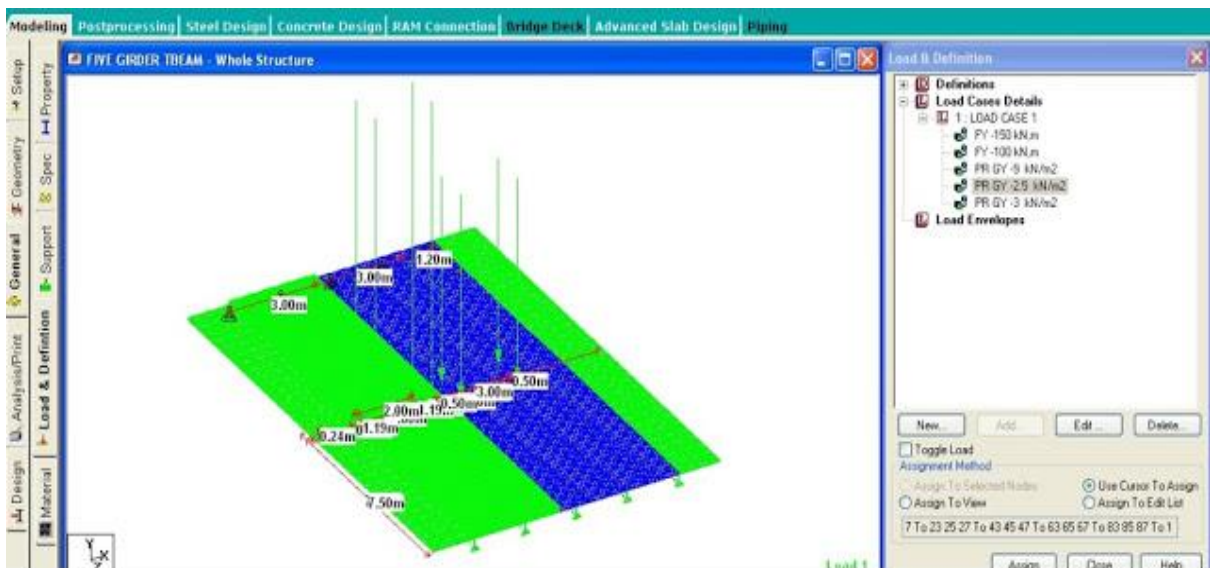 Modeling Postprocessing Steel Design Concrete Design RAM Connection Bridge Deck Advanced Slab Design Piping
Setup
Geometry
General
Analysis/Print
Design
Property
Spec
Support
Load & Definition
Material
FIVE GIRDER TBEAM - Whole Structure
1.20m
3.00m
3.00m
0.50m
3.00m
0.50m
2.00m
1.19
1.19m
0.24m
7.50m
Y
X
Z
Load 1
Load & Definition
Definitions
Load Cases Details
1 : LOAD CASE 1
FY -150 kN,m
FY -100 kN,m
PR GY -9 kN/m2
PR GY -2.5 kN/m2
PR GY -3 kN/m2
Load Envelopes
New... Add... Edit ... Delete...
Toggle Load
Assignment Method
Assign To Selected Nodes Use Cursor To Assign
Assign To View Assign To Edit List
7 To 23 25 27 To 43 45 47 To 63 65 67 To 83 85 87 To 1
Assign Close Help